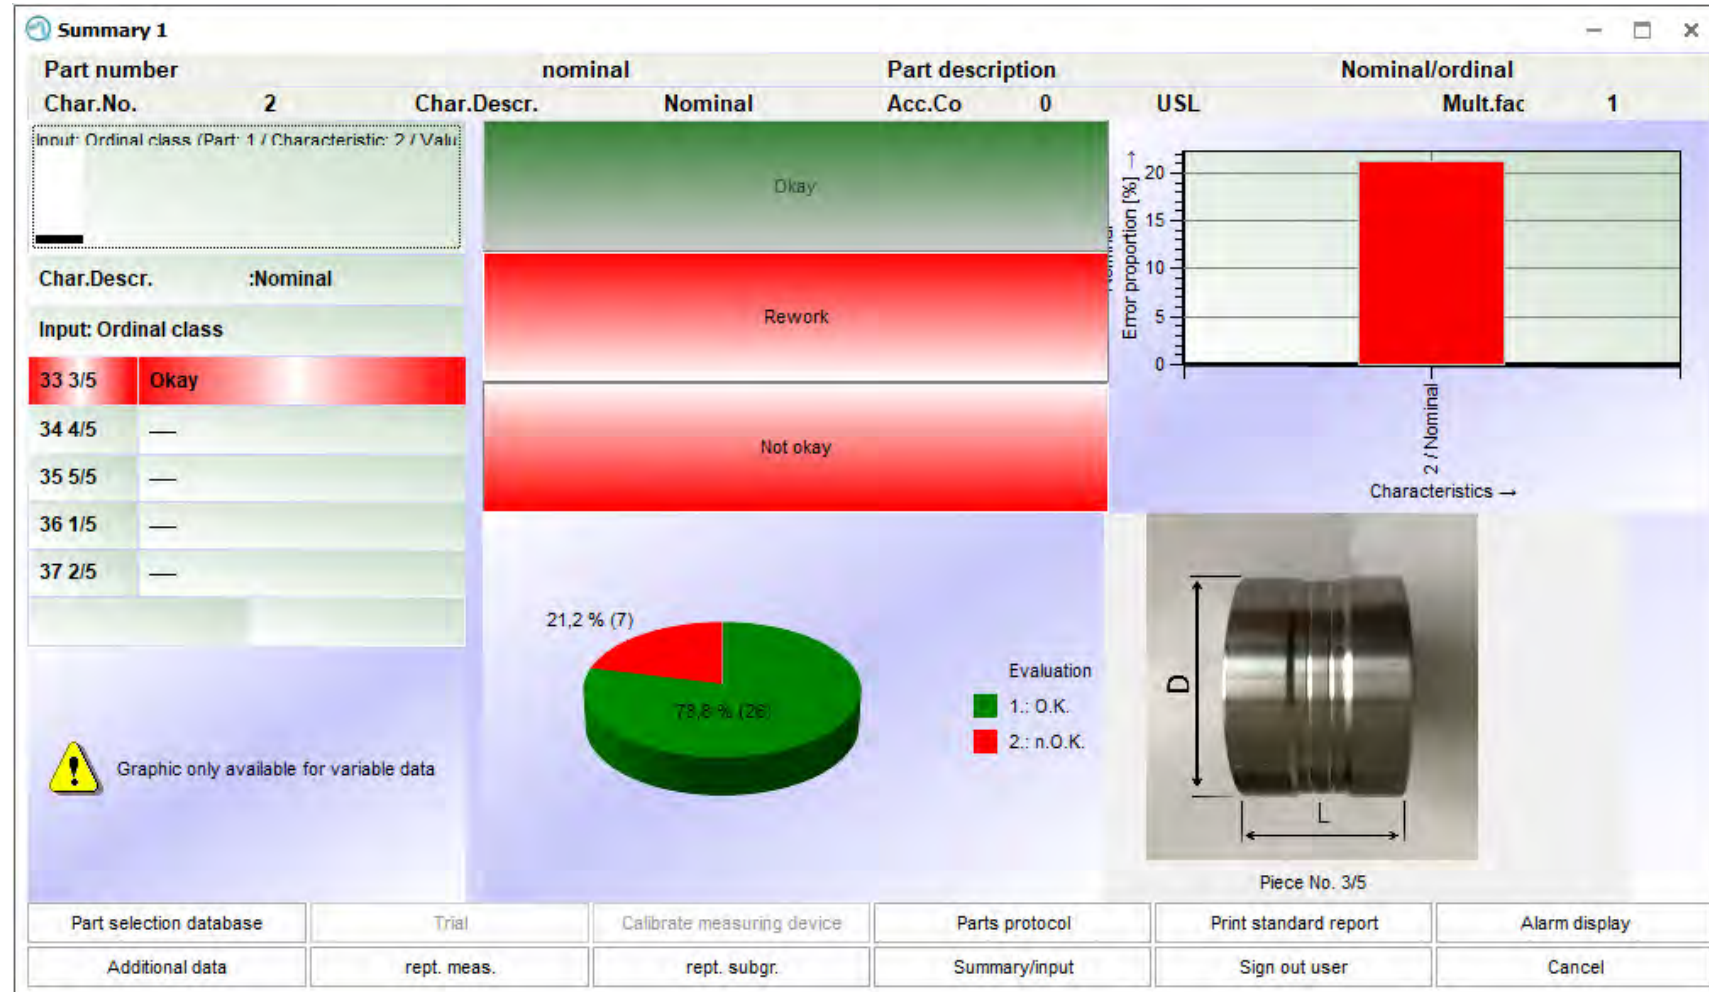 Summary 1
Part number nominal Part description Nominal/ordinal
Char.No. 2 Char.Descr. Nominal Acc.Co 0 USL Mult.fac 1
Input: Ordinal class (Part: 1 / Characteristic: 2 / Valu
Char.Descr. :Nominal
Input: Ordinal class
33 3/5 Okay
34 4/5 —
35 5/5 —
36 1/5 —
37 2/5 —
Graphic only available for variable data
Okay
Rework
Not okay
21,2 % (7)
78,8 % (26)
Evaluation
1.: O.K.
2.: n.O.K.
Nominal
Error proportion [%] →
20
15
10
5
0
2 / Nominal
Characteristics →
D
L
Piece No. 3/5
Part selection database Trial Calibrate measuring device Parts protocol Print standard report Alarm display
Additional data rept. meas. rept. subgr. Summary/input Sign out user Cancel